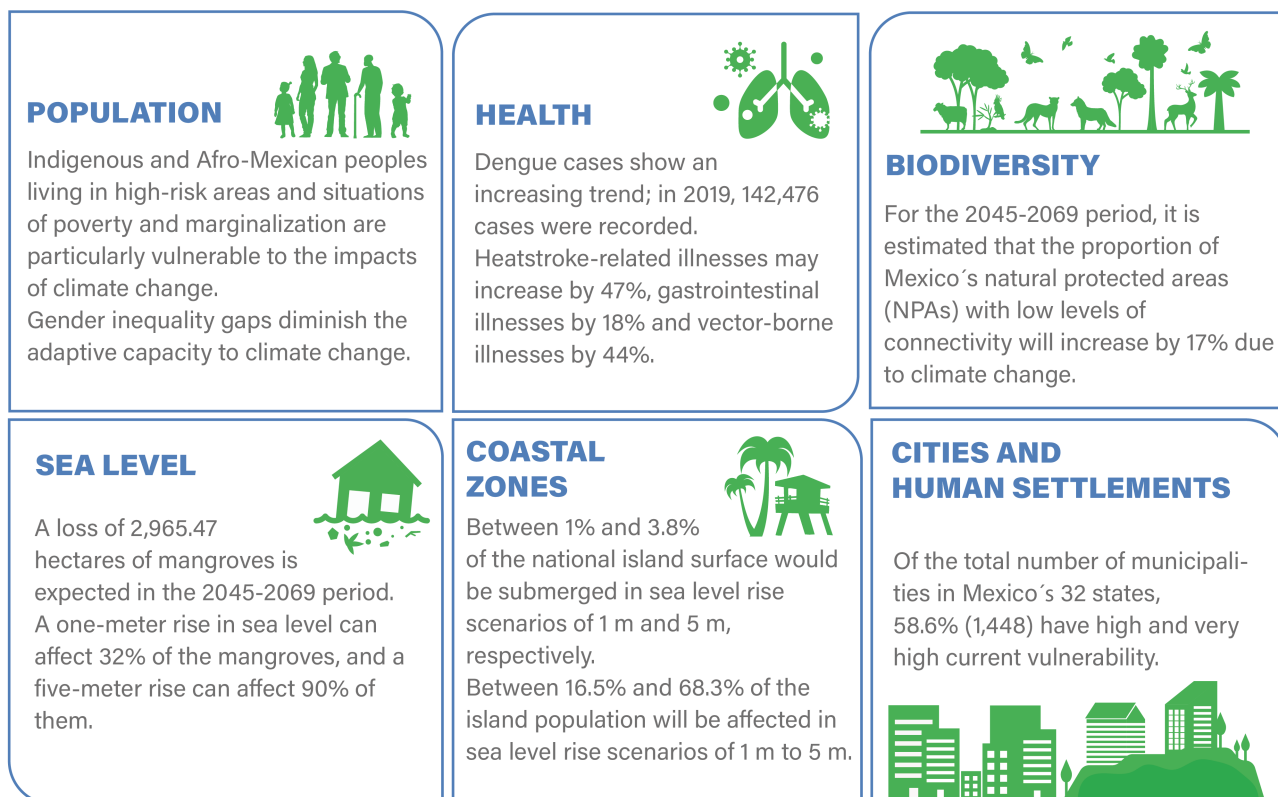 POPULATION
Indigenous and Afro-Mexican peoples
living in high-risk areas and situations
of poverty and marginalization are
particularly vulnerable to the impacts
of climate change.
Gender inequality gaps diminish the
adaptive capacity to climate change.
HEALTH
Dengue cases show an
increasing trend; in 2019, 142,476
cases were recorded.
Heatstroke-related illnesses may
increase by 47%, gastrointestinal
illnesses by 18% and vector-borne
illnesses by 44%.
BIODIVERSITY
For the 2045-2069 period, it is
estimated that the proportion of
Mexico´s natural protected areas
(NPAs) with low levels of
connectivity will increase by 17% due
to climate change.
SEA LEVEL
A loss of 2,965.47
hectares of mangroves is
expected in the 2045-2069 period.
A one-meter rise in sea level can
affect 32% of the mangroves, and a
five-meter rise can affect 90% of
them.
COASTAL
ZONES
Between 1% and 3.8%
of the national island surface would
be submerged in sea level rise
scenarios of 1 m and 5 m,
respectively.
Between 16.5% and 68.3% of the
island population will be affected in
sea level rise scenarios of 1 m to 5 m.
CITIES AND
HUMAN SETTLEMENTS
Of the total number of municipali-
ties in Mexico´s 32 states,
58.6% (1,448) have high and very
high current vulnerability.